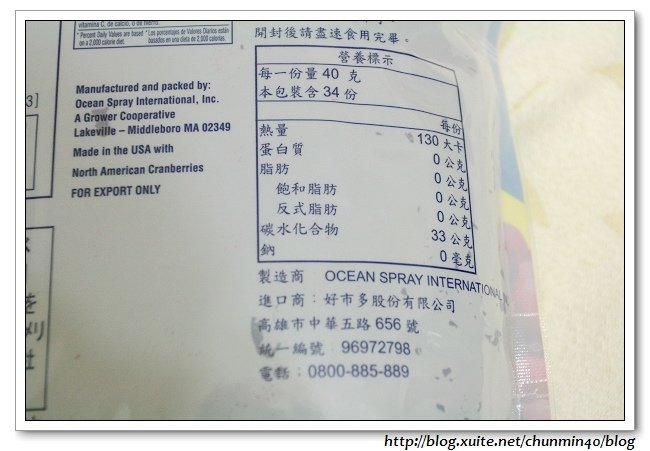 vitamina C, de calcio, o de hierro.
* Percent Daily Values are based
on a 2,000 calorie diet.
* Los porcentajes de Valores Diarios están
basados en una dieta de 2,000 calorías.
3]
Manufactured and packed by:
Ocean Spray International, Inc.
A Grower Cooperative
Lakeville – Middleboro MA 02349
Made in the USA with
North American Cranberries
FOR EXPORT ONLY
開封後請盡速食用完畢。
營養標示
每一份量 40 克
本包裝含 34 份
每份
熱量 130 大卡
蛋白質 0 公克
脂肪 0 公克
飽和脂肪 0 公克
反式脂肪 0 公克
碳水化合物 33 公克
鈉 0 毫克
製造商 OCEAN SPRAY INTERNATIONAL
進口商：好市多股份有限公司
高雄市中華五路 656 號
統一編號 96972798
電話：0800-885-889
http://blog.xuite.net/chunmin40/blog